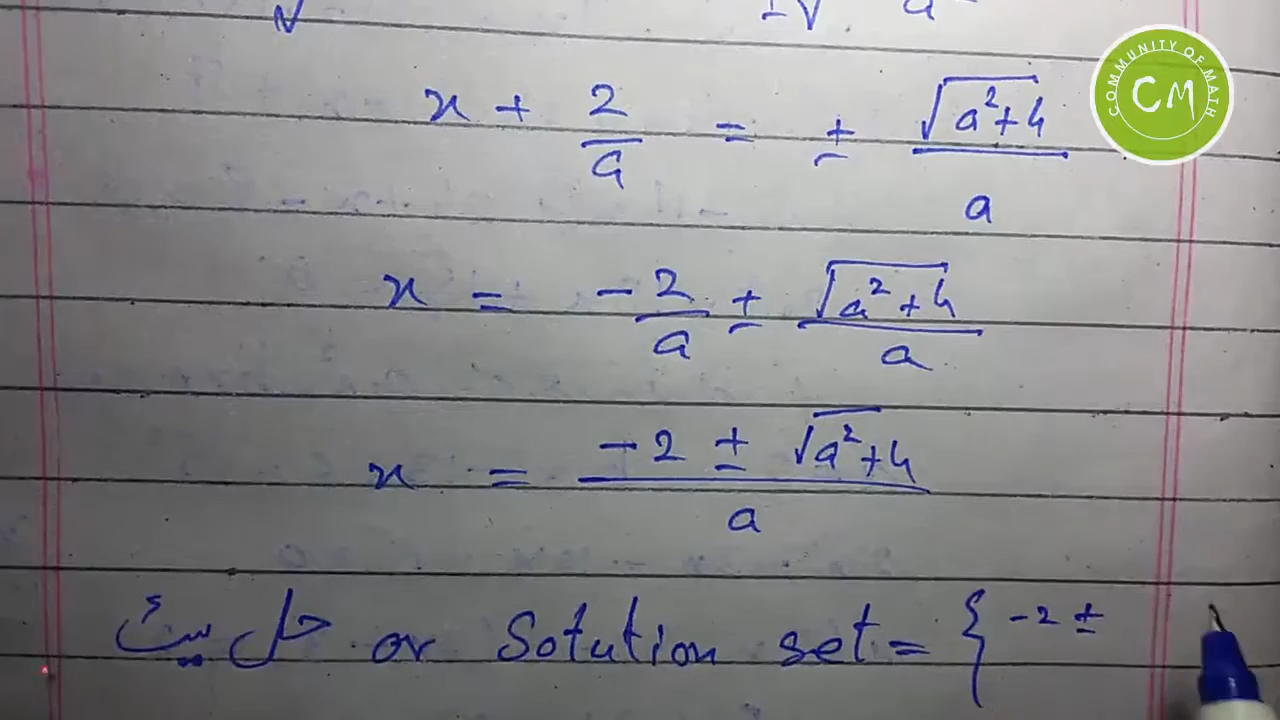 COMMUNITY OF MATH
CM
x + 2/a = ± √(a²+4)/a
x = -2/a ± √(a²+4)/a
x = (-2 ± √(a²+4))/a
حل سیٹ or Solution set = { -2 ±